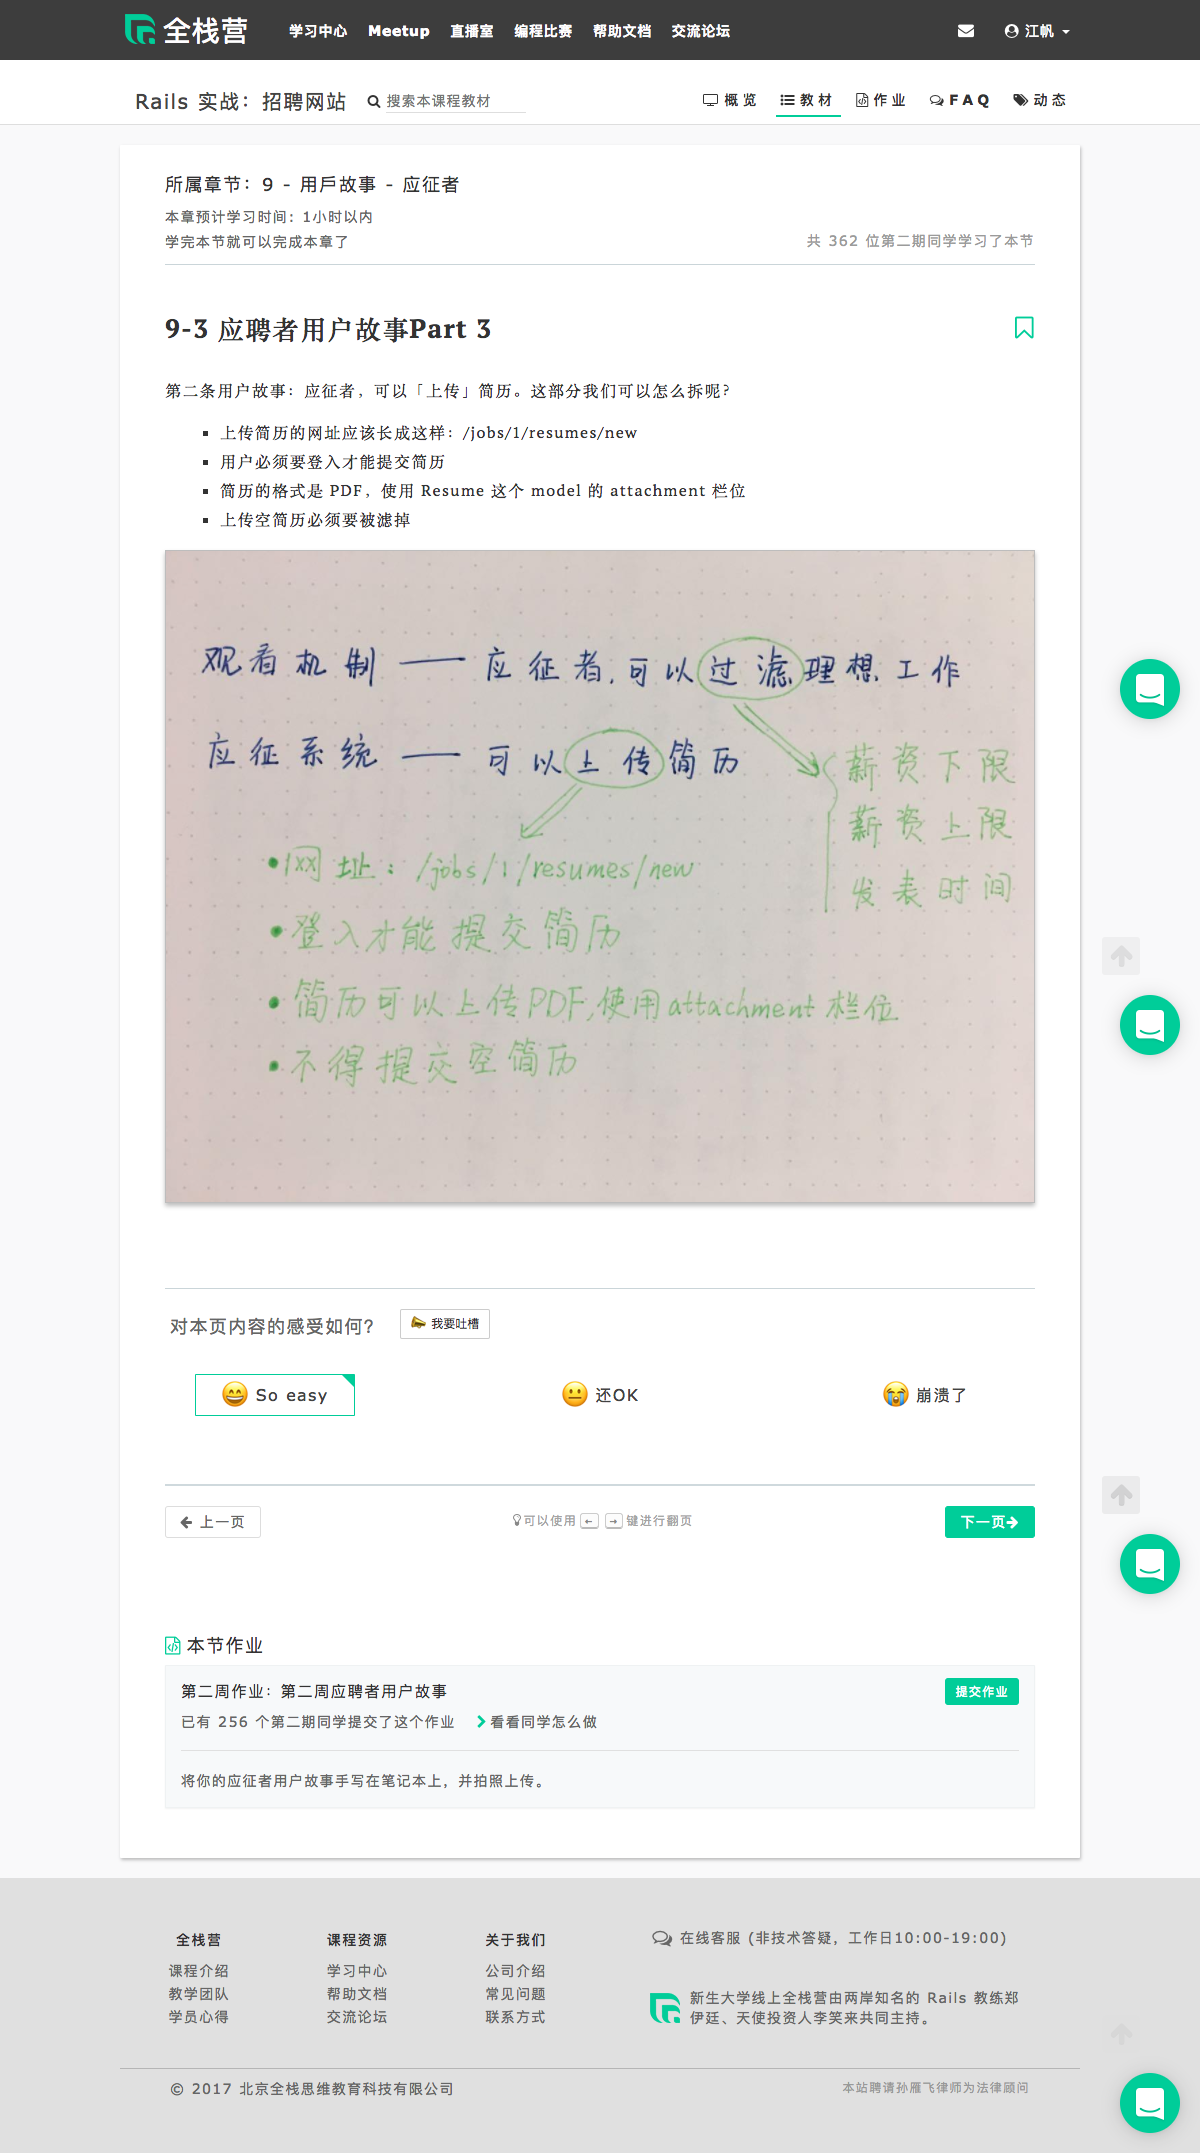 全栈营 学习中心 Meetup 直播室 编程比赛 帮助文档 交流论坛 江帆
Rails 实战：招聘网站 搜索本课程教材 概览 教材 作业 FAQ 动态
所属章节：9 - 用戶故事 - 应征者
本章预计学习时间：1小时以内
学完本节就可以完成本章了
共 362 位第二期同学学习了本节
9-3 应聘者用户故事Part 3
第二条用户故事：应征者，可以「上传」简历。这部分我们可以怎么拆呢？
上传简历的网址应该长成这样：/jobs/1/resumes/new
用户必须要登入才能提交简历
简历的格式是 PDF，使用 Resume 这个 model 的 attachment 栏位
上传空简历必须要被滤掉
观看机制 —— 应征者,可以过滤理想工作
应征系统 —— 可以上传简历
薪资下限
薪资上限
发表时间
•网址：/jobs/1/resumes/new
•登入才能提交简历
•简历可以上传PDF,使用attachment栏位
•不得提交空简历
对本页内容的感受如何？ 我要吐槽
So easy 还OK 崩溃了
上一页 可以使用 ← → 键进行翻页 下一页
本节作业
第二周作业：第二周应聘者用户故事 提交作业
已有 256 个第二期同学提交了这个作业 看看同学怎么做
将你的应征者用户故事手写在笔记本上，并拍照上传。
全栈营
课程介绍
教学团队
学员心得
课程资源
学习中心
帮助文档
交流论坛
关于我们
公司介绍
常见问题
联系方式
在线客服 (非技术答疑，工作日10:00-19:00)
新生大学线上全栈营由两岸知名的 Rails 教练郑
伊廷、天使投资人李笑来共同主持。
© 2017 北京全栈思维教育科技有限公司
本站聘请孙雁飞律师为法律顾问